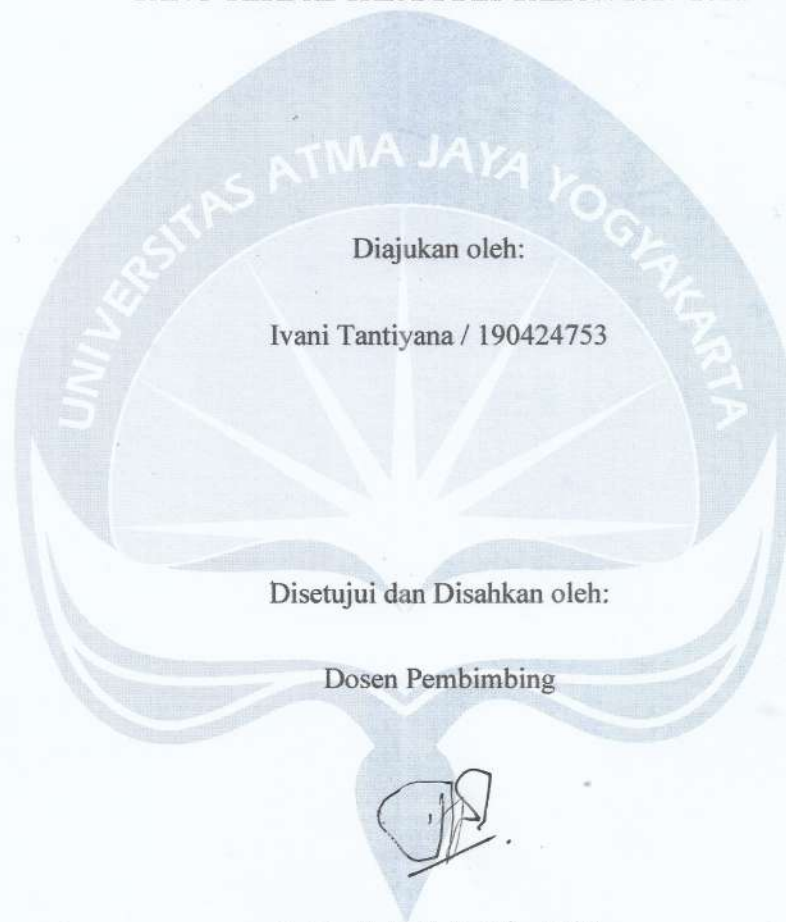 UNIVERSITAS ATMA JAYA YOGYAKARTA
Diajukan oleh:
Ivani Tantiyana / 190424753
Disetujui dan Disahkan oleh:
Dosen Pembimbing